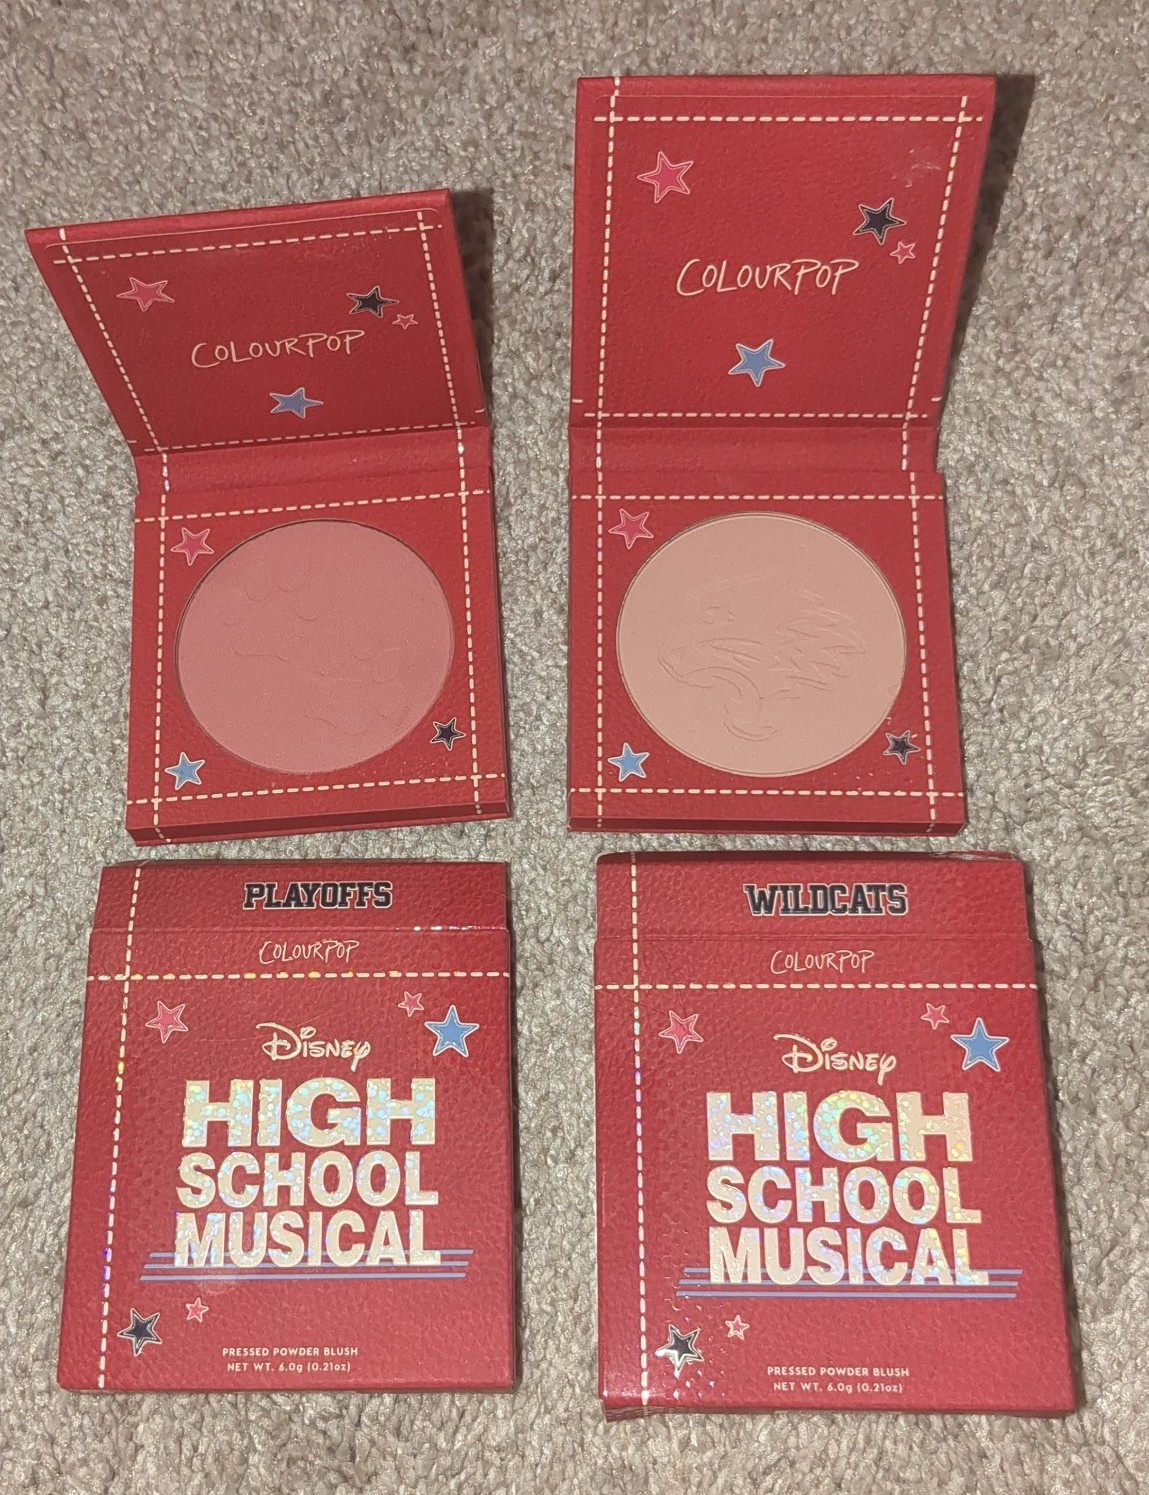 COLOURPOP
COLOURPOP
PLAYOFFS
COLOURPOP
Disney
HIGH
SCHOOL
MUSICAL
PRESSED POWDER BLUSH
NET WT. 6.0g (0.21oz)
WILDCATS
COLOURPOP
Disney
HIGH
SCHOOL
MUSICAL
PRESSED POWDER BLUSH
NET WT. 6.0g (0.21oz)